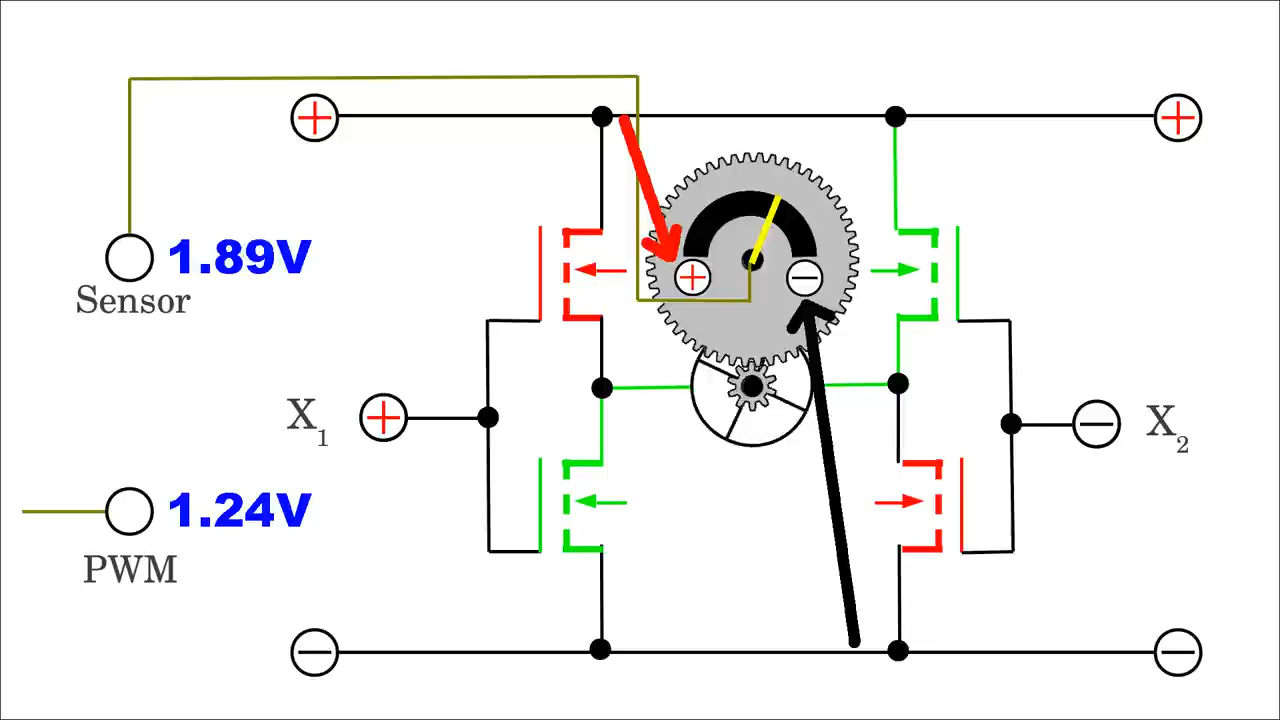 1.89V
Sensor
X₁
X₂
1.24V
PWM